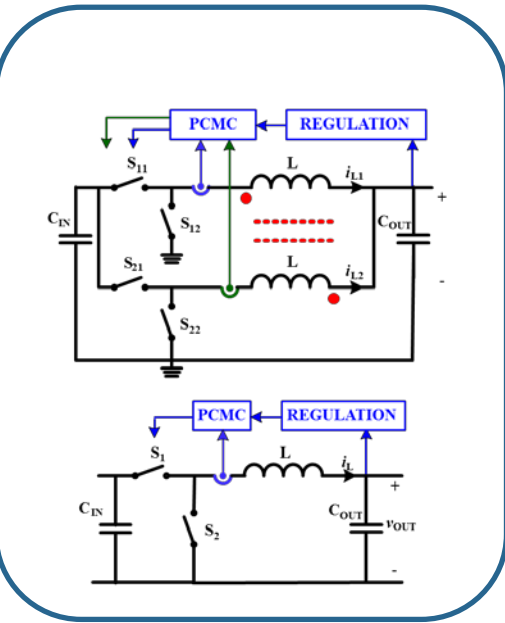 PCMC
REGULATION
S11
L
iL1
+
CIN
S12
COUT
S21
L
iL2
-
S22
PCMC
REGULATION
S1
L
iL
+
CIN
S2
COUT
vOUT
-